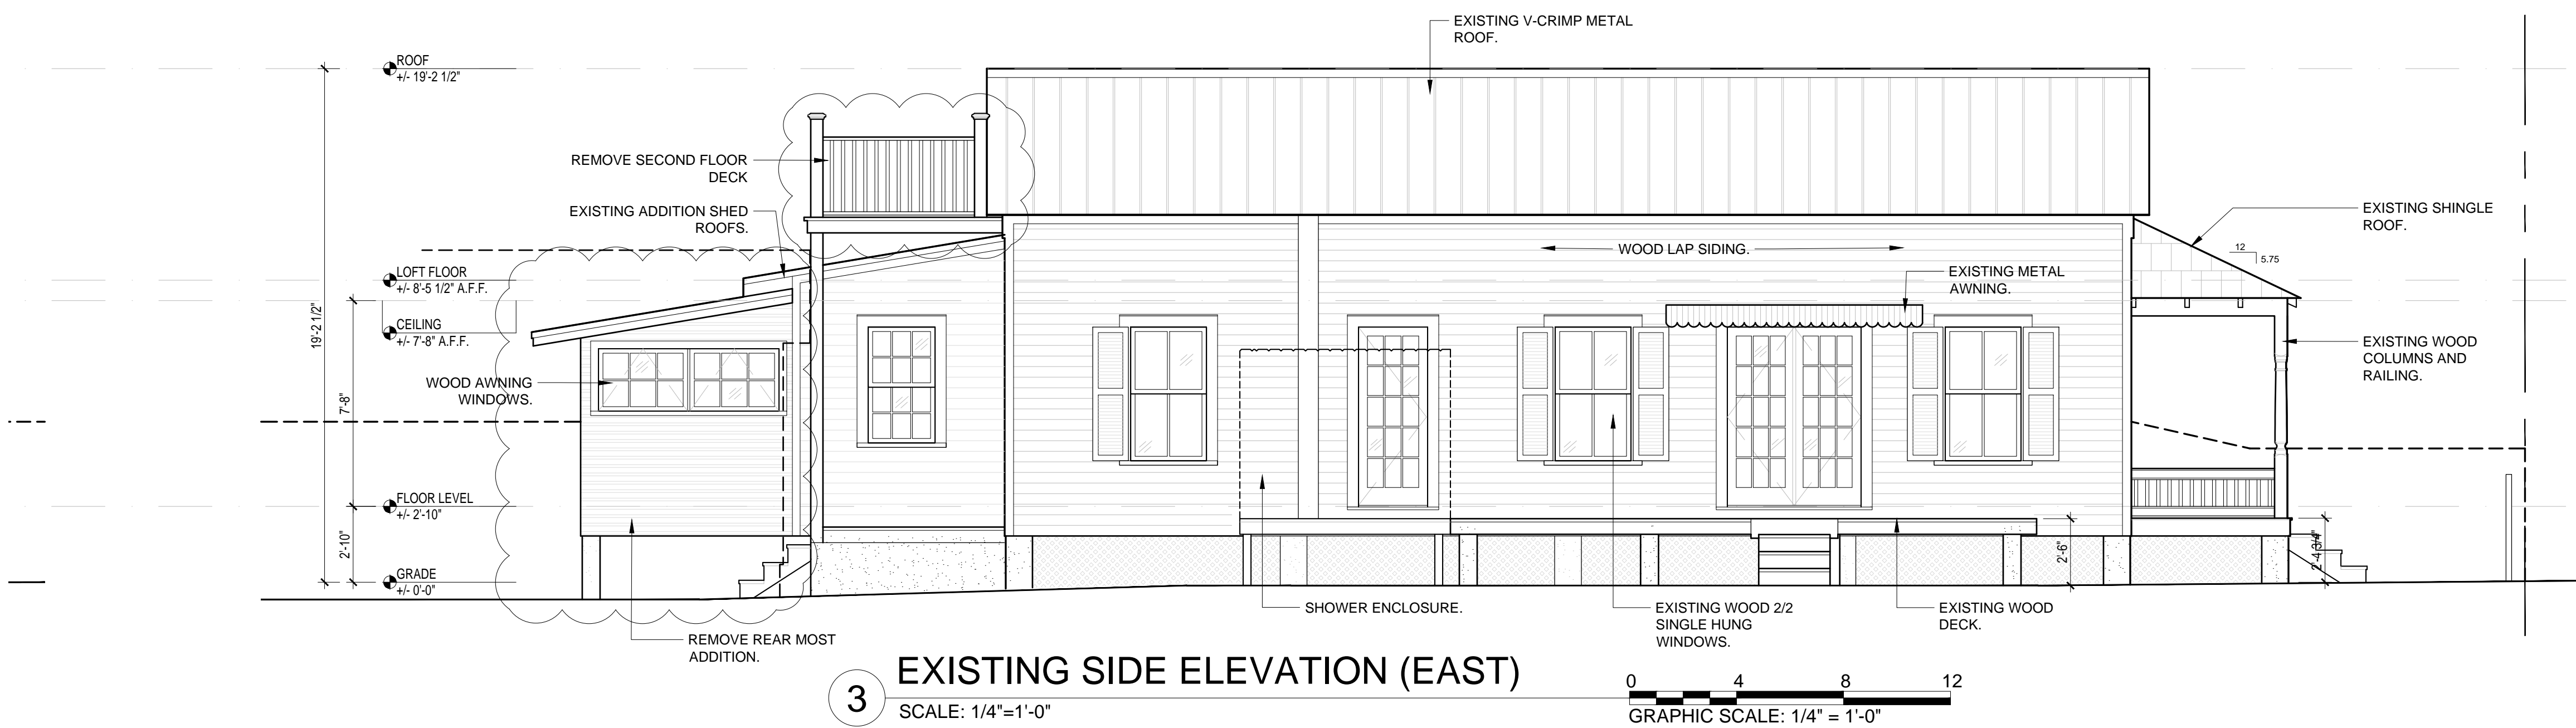 EXISTING V-CRIMP METAL
ROOF.
ROOF
+/- 19'-2 1/2"
REMOVE SECOND FLOOR
DECK
EXISTING ADDITION SHED
ROOFS.
EXISTING SHINGLE
ROOF.
12
5.75
WOOD LAP SIDING.
EXISTING METAL
AWNING.
LOFT FLOOR
+/- 8'-5 1/2" A.F.F.
CEILING
+/- 7'-8" A.F.F.
19'-2 1/2"
7'-8"
2'-10"
WOOD AWNING
WINDOWS.
EXISTING WOOD
COLUMNS AND
RAILING.
FLOOR LEVEL
+/- 2'-10"
GRADE
+/- 0'-0"
2'-6"
2'-4 3/4"
SHOWER ENCLOSURE.
EXISTING WOOD 2/2
SINGLE HUNG
WINDOWS.
EXISTING WOOD
DECK.
REMOVE REAR MOST
ADDITION.
3
EXISTING SIDE ELEVATION (EAST)
SCALE: 1/4"=1'-0"
0 4 8 12
GRAPHIC SCALE: 1/4" = 1'-0"